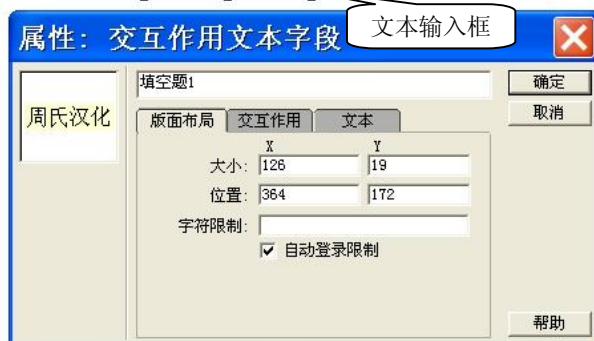 文本输入框
属性: 交互作用文本字段
填空题1
确定
周氏汉化
取消
版面布局 交互作用 文本
X Y
大小: 126 19
位置: 364 172
字符限制:
自动登录限制
帮助